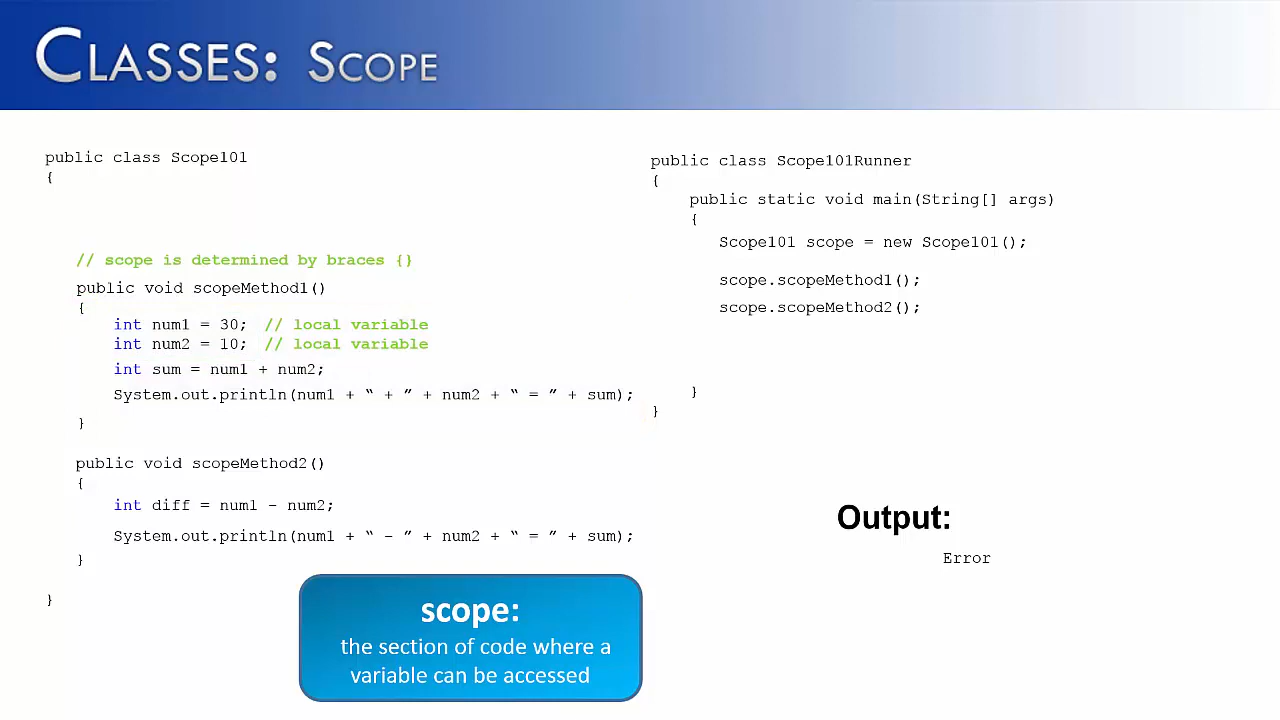 CLASSES: SCOPE
public class Scope101
{
// scope is determined by braces {}
public void scopeMethod1()
{
int num1 = 30;  // local variable
int num2 = 10;  // local variable
int sum = num1 + num2;
System.out.println(num1 + “ + ” + num2 + “ = ” + sum);
}
public void scopeMethod2()
{
int diff = num1 – num2;
System.out.println(num1 + “ – ” + num2 + “ = ” + sum);
}
}
public class Scope101Runner
{
public static void main(String[] args)
{
Scope101 scope = new Scope101();
scope.scopeMethod1();
scope.scopeMethod2();
}
}
Output:
Error
scope:
the section of code where a
variable can be accessed